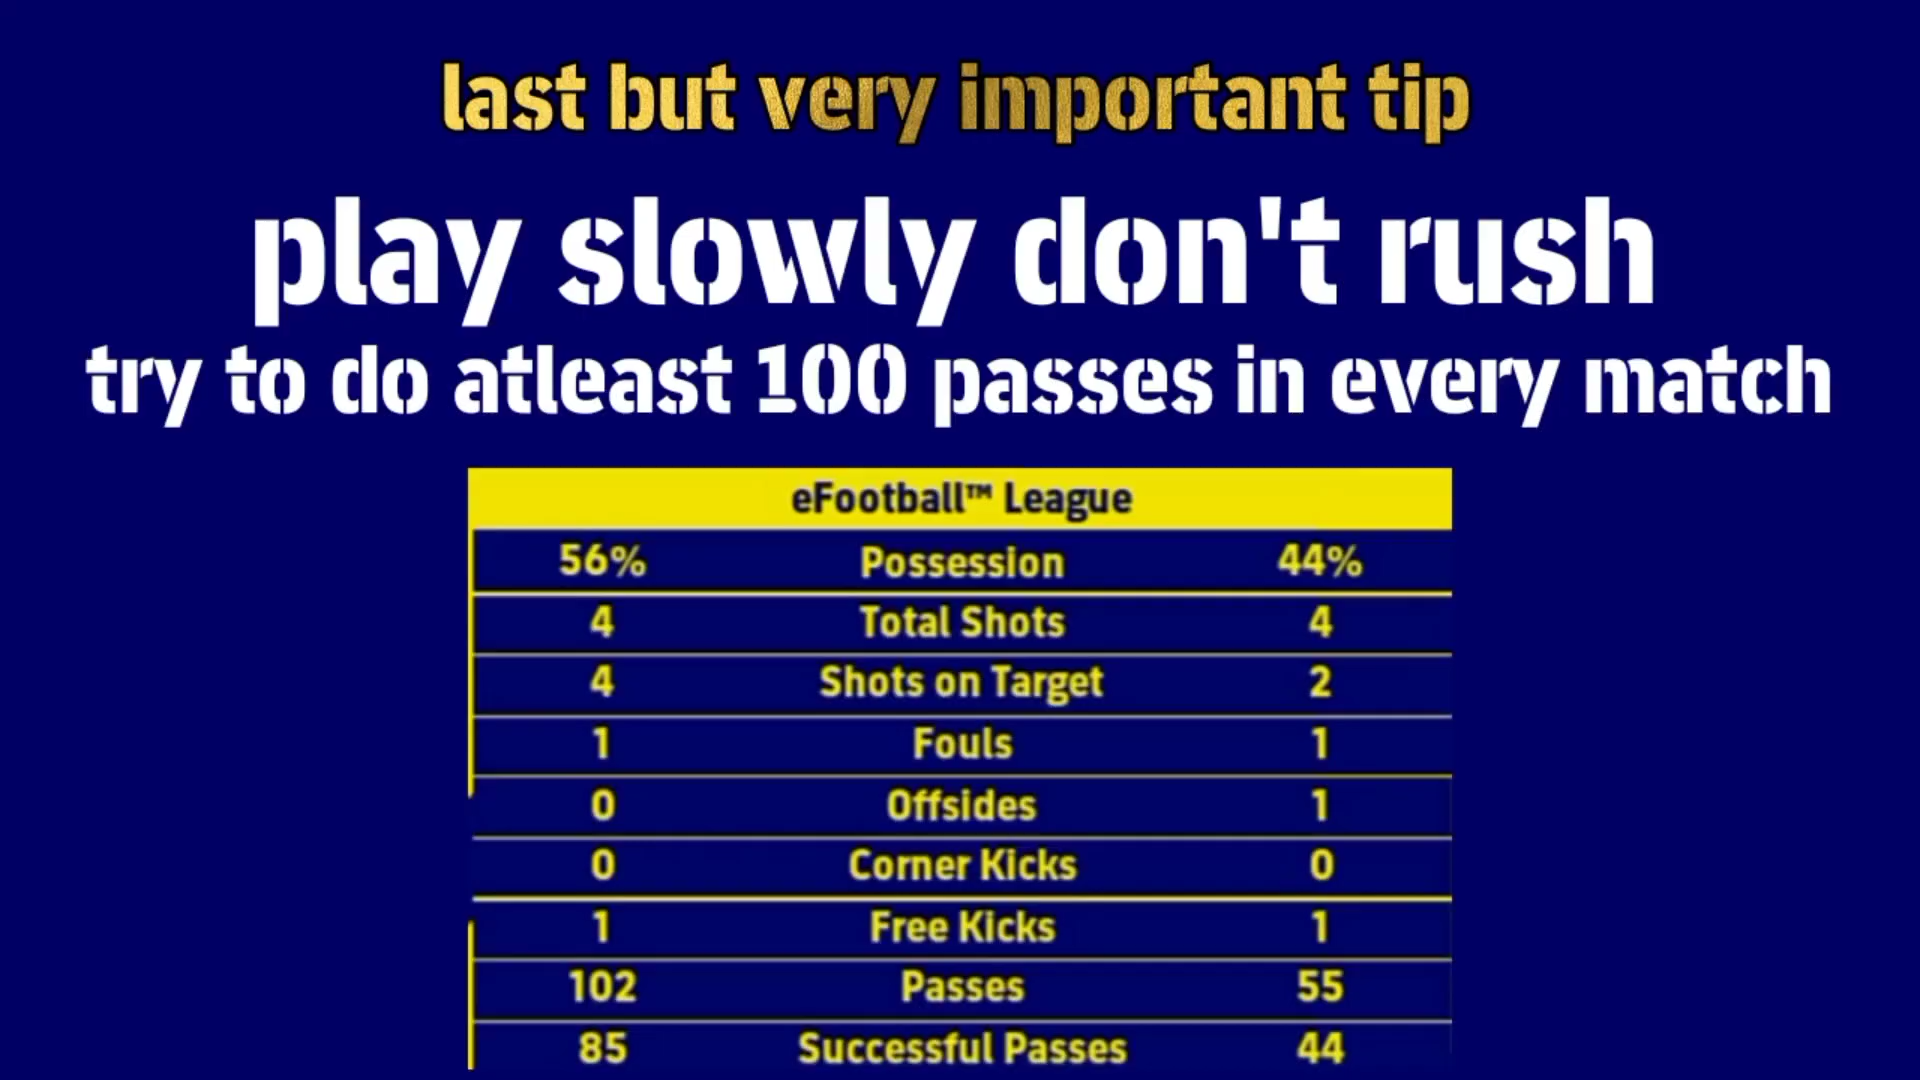 last but very important tip
play slowly don't rush
try to do atleast 100 passes in every match
eFootball™ League
56% Possession 44%
4 Total Shots 4
4 Shots on Target 2
1 Fouls 1
0 Offsides 1
0 Corner Kicks 0
1 Free Kicks 1
102 Passes 55
85 Successful Passes 44